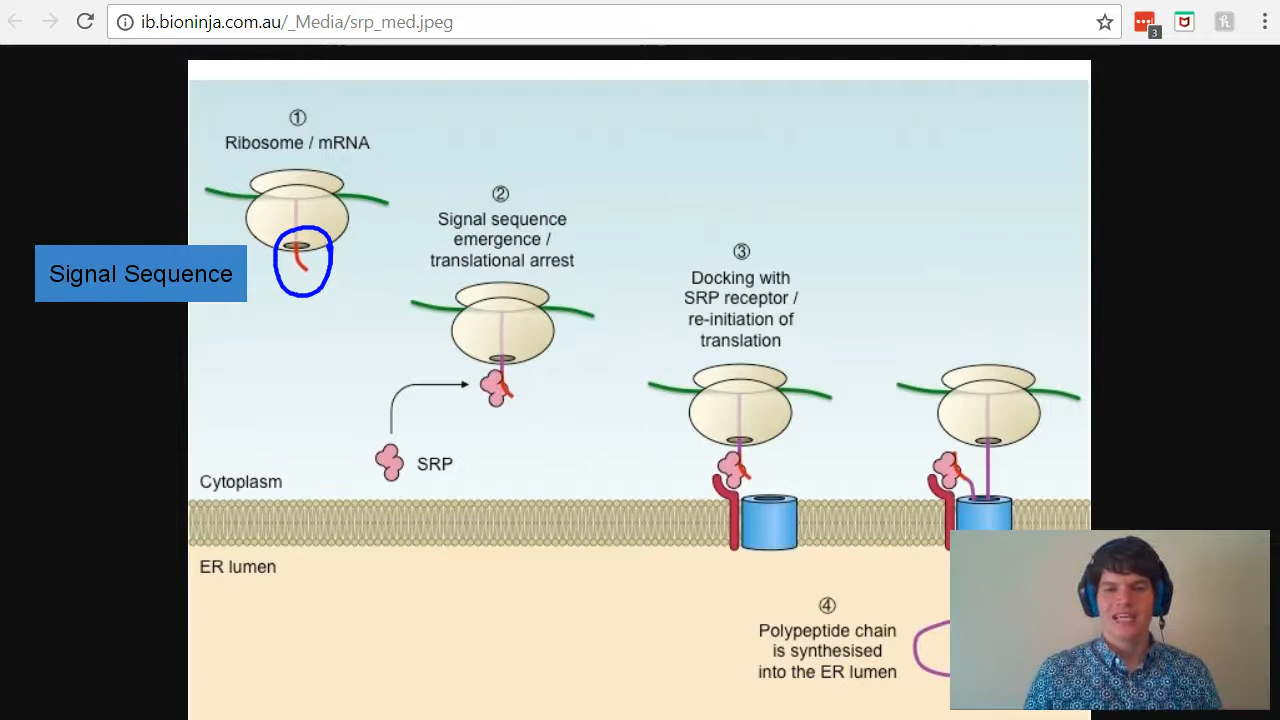 ib.bioninja.com.au/_Media/srp_med.jpeg
3
①
Ribosome / mRNA
②
Signal sequence
emergence /
translational arrest
Signal Sequence
③
Docking with
SRP receptor /
re-initiation of
translation
SRP
Cytoplasm
ER lumen
④
Polypeptide chain
is synthesised
into the ER lumen